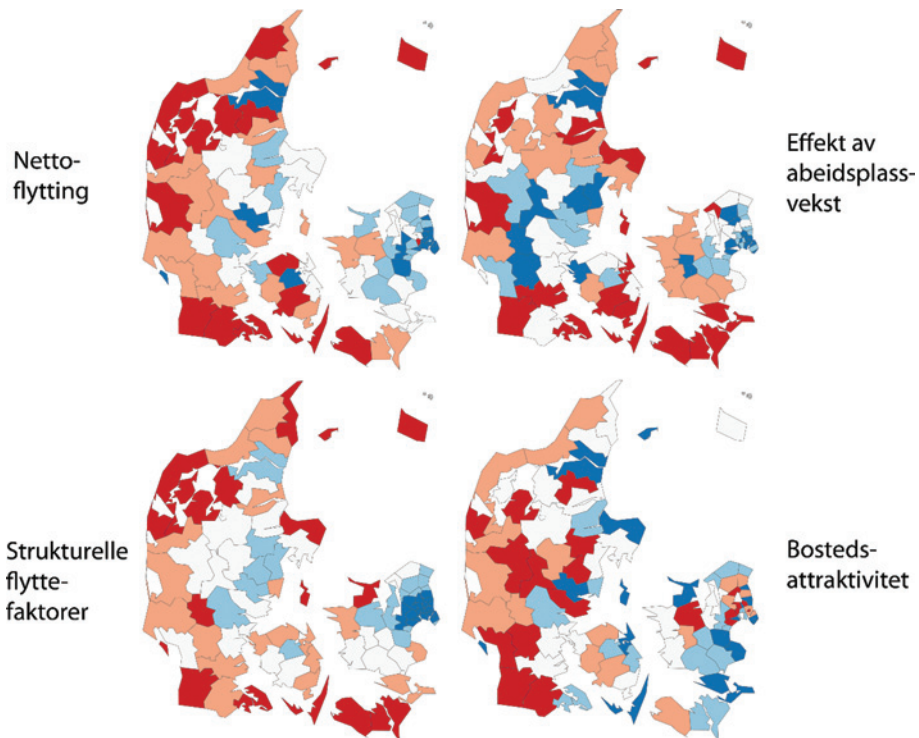 Netto-
flytting
Effekt av
abeidsplass-
vekst
Strukturelle
flytte-
faktorer
Bosteds-
attraktivitet